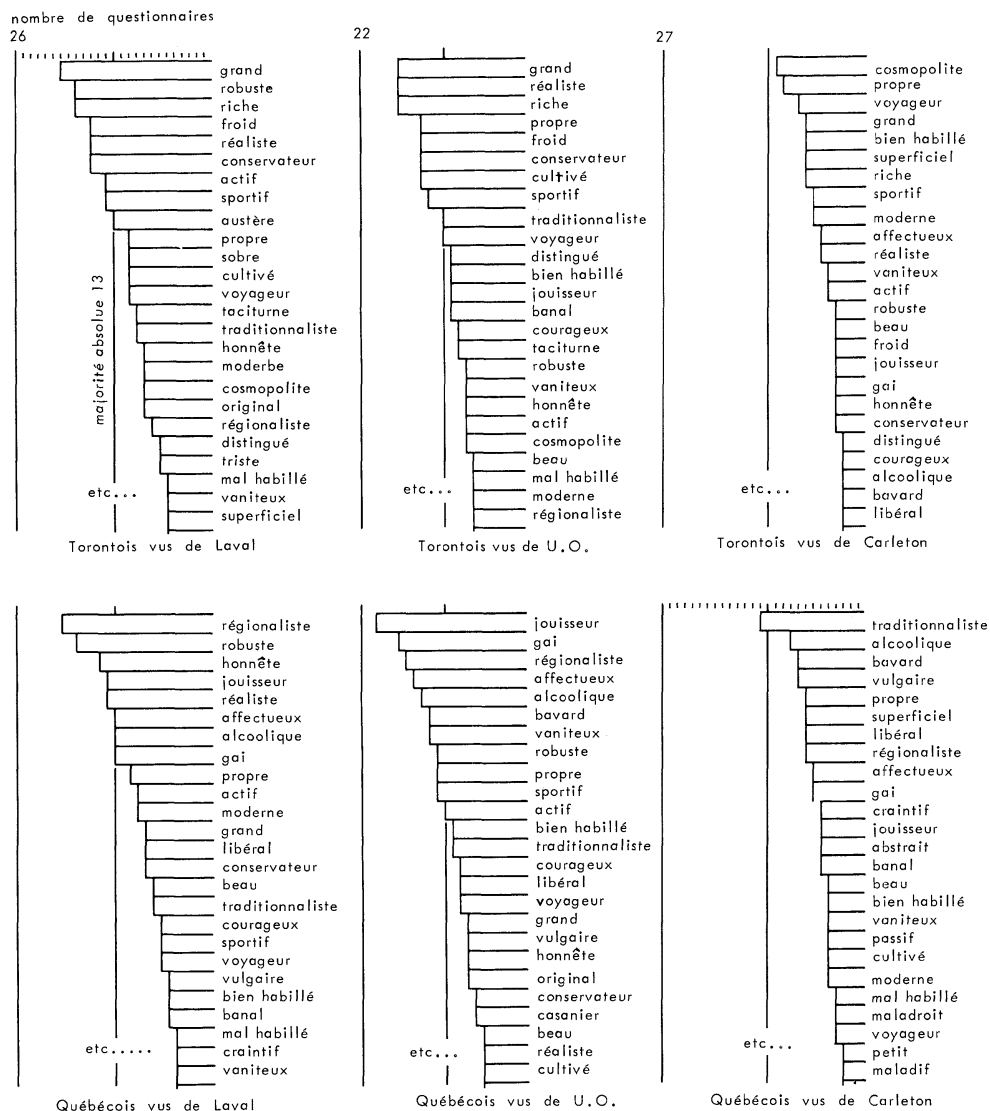 nombre de questionnaires
26
grand
robuste
riche
froid
réaliste
conservateur
actif
sportif
austère
propre
sobre
cultivé
voyageur
taciturne
traditionnaliste
honnête
moderbe
cosmopolite
original
régionaliste
distingué
triste
mal habillé
vaniteux
superficiel
majorité absolue 13
etc...
Torontois vus de Laval
22
grand
réaliste
riche
propre
froid
conservateur
cultivé
sportif
traditionnaliste
voyageur
distingué
bien habillé
jouisseur
banal
courageux
taciturne
robuste
vaniteux
honnête
actif
cosmopolite
beau
mal habillé
moderne
régionaliste
etc...
Torontois vus de U.O.
27
cosmopolite
propre
voyageur
grand
bien habillé
superficiel
riche
sportif
moderne
affectueux
réaliste
vaniteux
actif
robuste
beau
froid
jouisseur
gai
honnête
conservateur
distingué
courageux
alcoolique
bavard
libéral
etc...
Torontois vus de Carleton
régionaliste
robuste
honnête
jouisseur
réaliste
affectueux
alcoolique
gai
propre
actif
moderne
grand
libéral
conservateur
beau
traditionnaliste
courageux
sportif
voyageur
vulgaire
bien habillé
banal
mal habillé
craintif
vaniteux
etc.....
Québécois vus de Laval
jouisseur
gai
régionaliste
affectueux
alcoolique
bavard
vaniteux
robuste
propre
sportif
actif
bien habillé
traditionnaliste
courageux
libéral
voyageur
grand
vulgaire
honnête
original
conservateur
casanier
beau
réaliste
cultivé
etc...
Québécois vus de U.O.
traditionnaliste
alcoolique
bavard
vulgaire
propre
superficiel
libéral
régionaliste
affectueux
gai
craintif
jouisseur
abstrait
banal
beau
bien habillé
vaniteux
passif
cultivé
moderne
mal habillé
maladroit
voyageur
petit
maladif
etc...
Québécois vus de Carleton